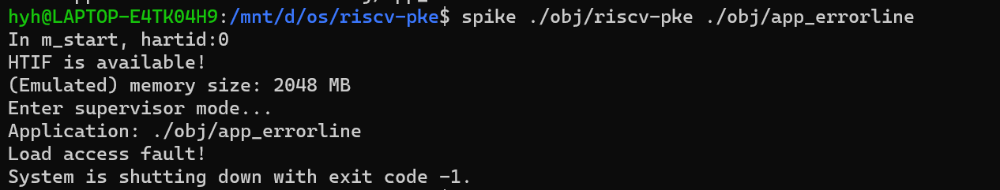 hyh@LAPTOP-E4TK04H9:/mnt/d/os/riscv-pke$ spike ./obj/riscv-pke ./obj/app_errorline
In m_start, hartid:0
HTIF is available!
(Emulated) memory size: 2048 MB
Enter supervisor mode...
Application: ./obj/app_errorline
Load access fault!
System is shutting down with exit code -1.